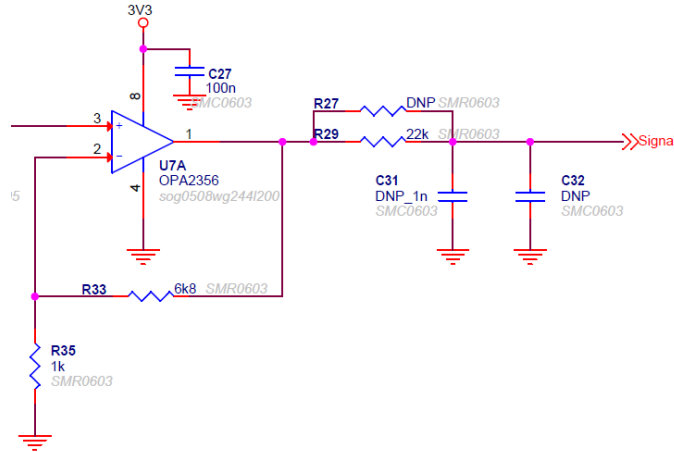 3V3
C27
100n
SMC0603
8
3
+
2
−
1
4
U7A
OPA2356
sog0508wg244l200
R27
DNP
SMR0603
R29
22k
SMR0603
Signa
C31
DNP_1n
SMC0603
C32
DNP
SMC0603
05
R33
6k8
SMR0603
R35
1k
SMR0603